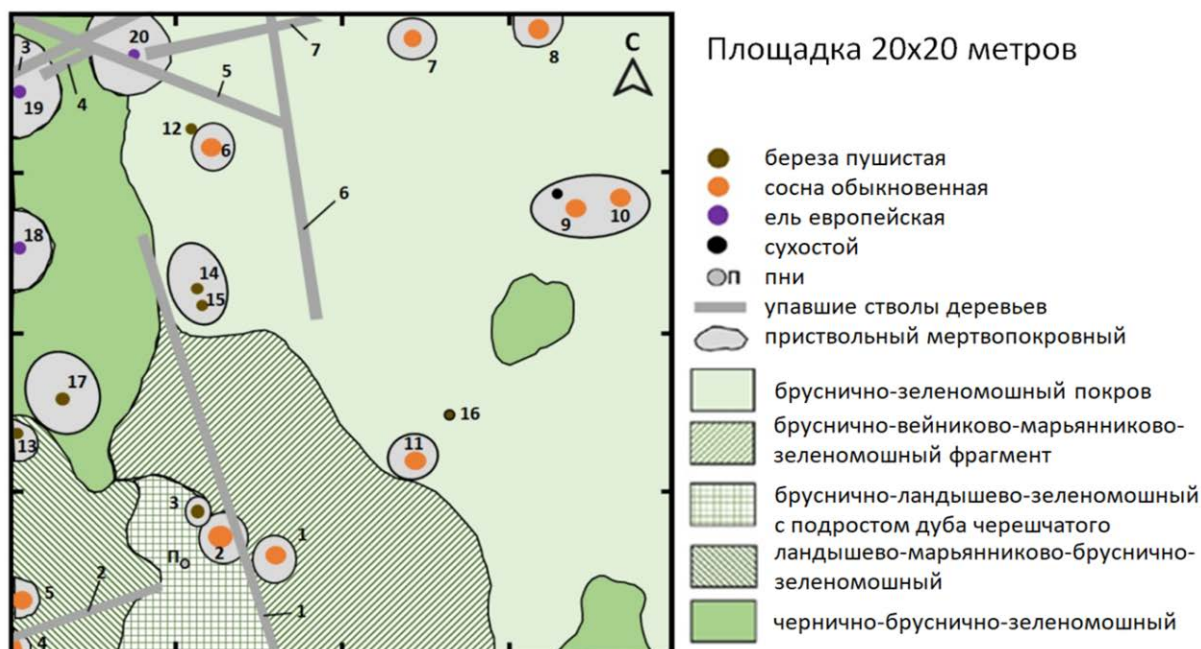 20
7
7
8
С
3
5
4
19
12
6
6
9
10
18
14
15
17
16
13
11
3
2
1
П
5
2
1
4
Площадка 20х20 метров
береза пушистая
сосна обыкновенная
ель европейская
сухостой
П пни
упавшие стволы деревьев
приствольный мертвопокровный
бруснично-зеленомошный покров
бруснично-вейниково-марьянниково-
зеленомошный фрагмент
бруснично-ландышево-зеленомошный
с подростом дуба черешчатого
ландышево-марьянниково-бруснично-
зеленомошный
чернично-бруснично-зеленомошный